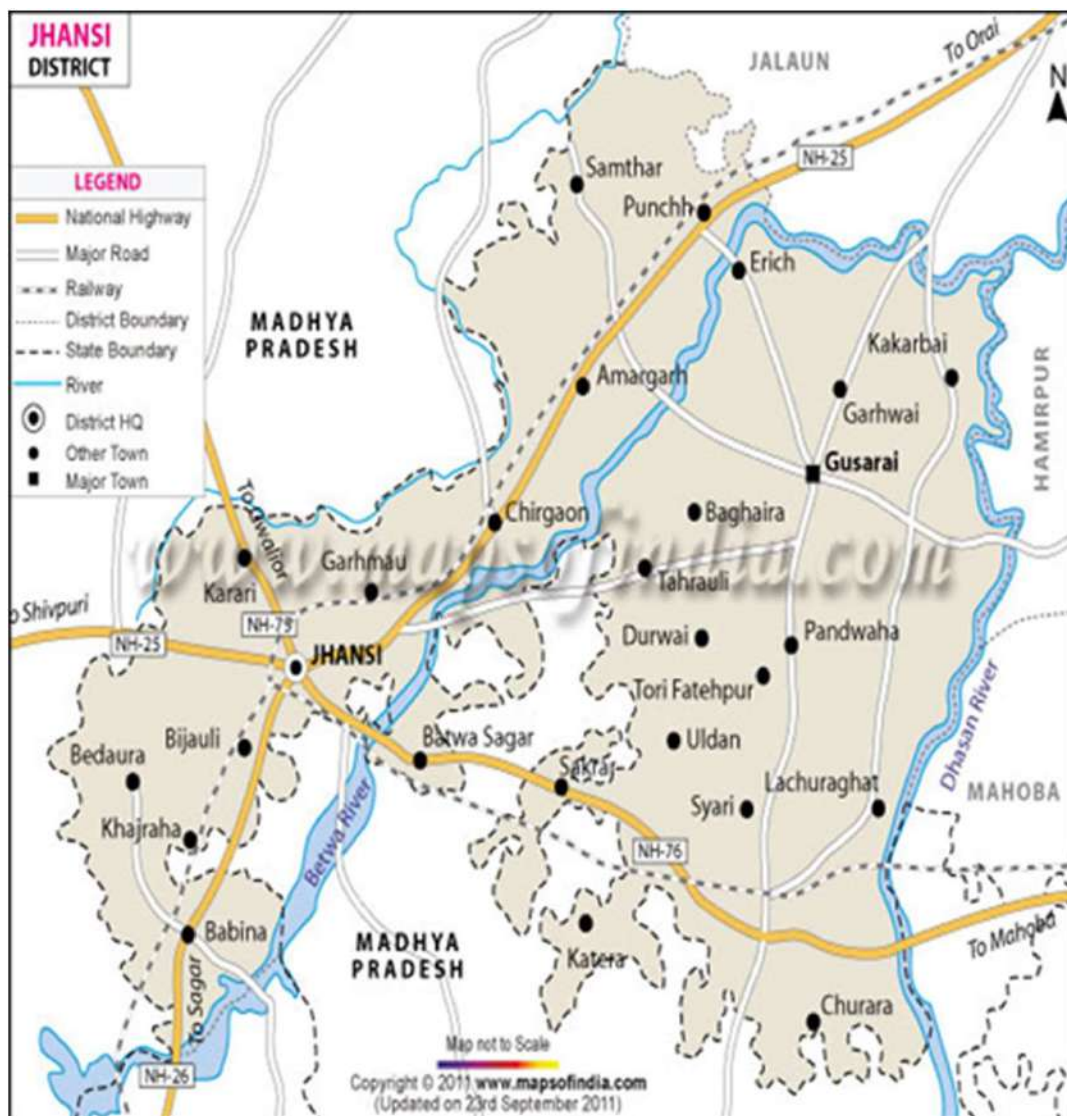 JHANSI
DISTRICT
LEGEND
National Highway
Major Road
Railway
District Boundary
State Boundary
River
District HQ
Other Town
Major Town
JALAUN
To Orai
N
NH-25
Samthar
Punchh
Erich
MADHYA
PRADESH
Kakarbai
Amargarh
Garhwai
HAMIRPUR
Gusarai
To Gwalior
Chirgaon
Baghaira
www.mapsofindia.com
Garhmau
Karari
Tahrauli
o Shivpuri
NH-75
NH-25
JHANSI
Durwai
Pandwaha
Tori Fatehpur
Dhasan River
Bijauli
Bedaura
Batwa Sagar
Uldan
Sakraj
Lachuraghat
MAHOBA
Syari
Khajraha
Betwa River
NH-76
Babina
MADHYA
PRADESH
Katera
To Mahoba
To Sagar
Churara
Map not to Scale
NH-26
Copyright © 2011 www.mapsofindia.com
(Updated on 23rd September 2011)